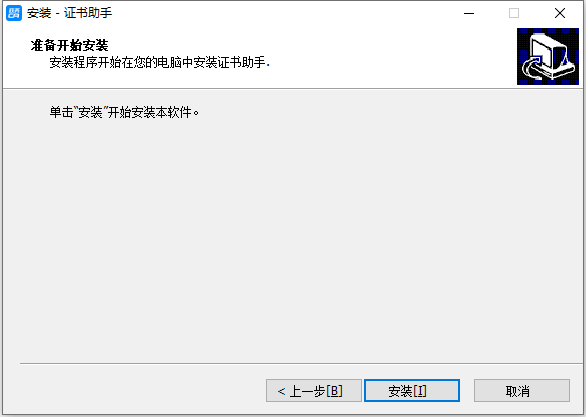 安装 - 证书助手
准备开始安装
安装程序开始在您的电脑中安装证书助手.
单击“安装”开始安装本软件。
< 上一步[B]
安装[I]
取消